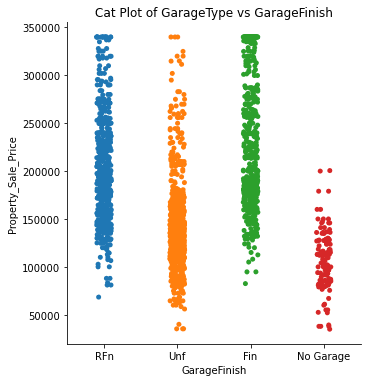 Cat Plot of GarageType vs GarageFinish
350000
300000
250000
200000
150000
100000
50000
Property_Sale_Price
RFn Unf Fin No Garage
GarageFinish